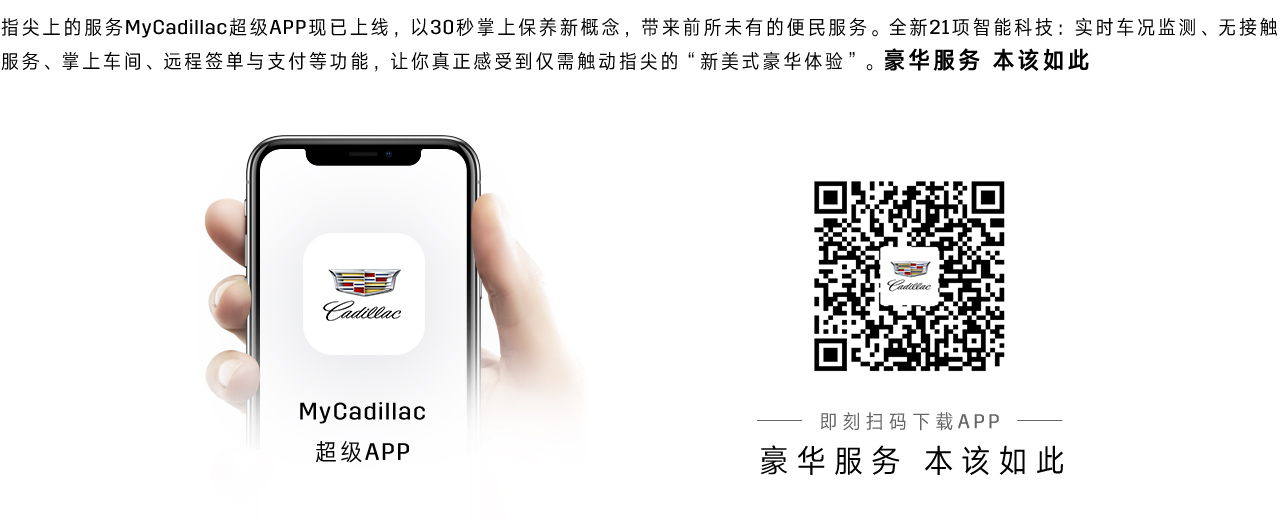 指尖上的服务MyCadillac超级APP现已上线，以30秒掌上保养新概念，带来前所未有的便民服务。全新21项智能科技：实时车况监测、无接触
服务、掌上车间、远程签单与支付等功能，让你真正感受到仅需触动指尖的“新美式豪华体验”。豪华服务 本该如此
Cadillac
MyCadillac
超级APP
Cadillac
即刻扫码下载APP
豪华服务 本该如此